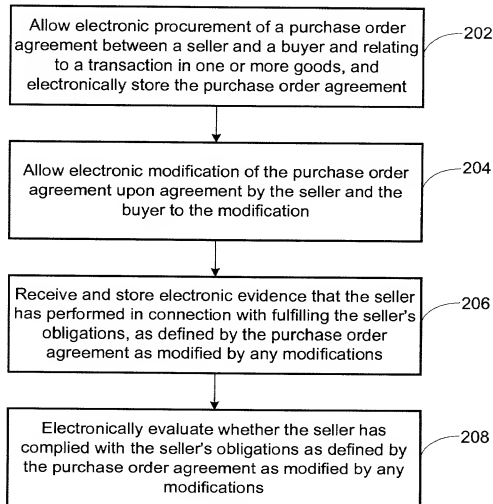 Allow electronic procurement of a purchase order
agreement between a seller and a buyer and relating
to a transaction in one or more goods, and
electronically store the purchase order agreement
202
Allow electronic modification of the purchase order
agreement upon agreement by the seller and the
buyer to the modification
204
Receive and store electronic evidence that the seller
has performed in connection with fulfilling the seller's
obligations, as defined by the purchase order
agreement as modified by any modifications
206
Electronically evaluate whether the seller has
complied with the seller's obligations as defined by
the purchase order agreement as modified by any
modifications
208